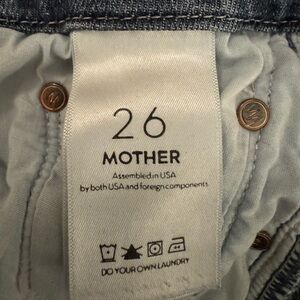 26
MOTHER
Assembled in USA
by both USA and foreign components
DO YOUR OWN LAUNDRY